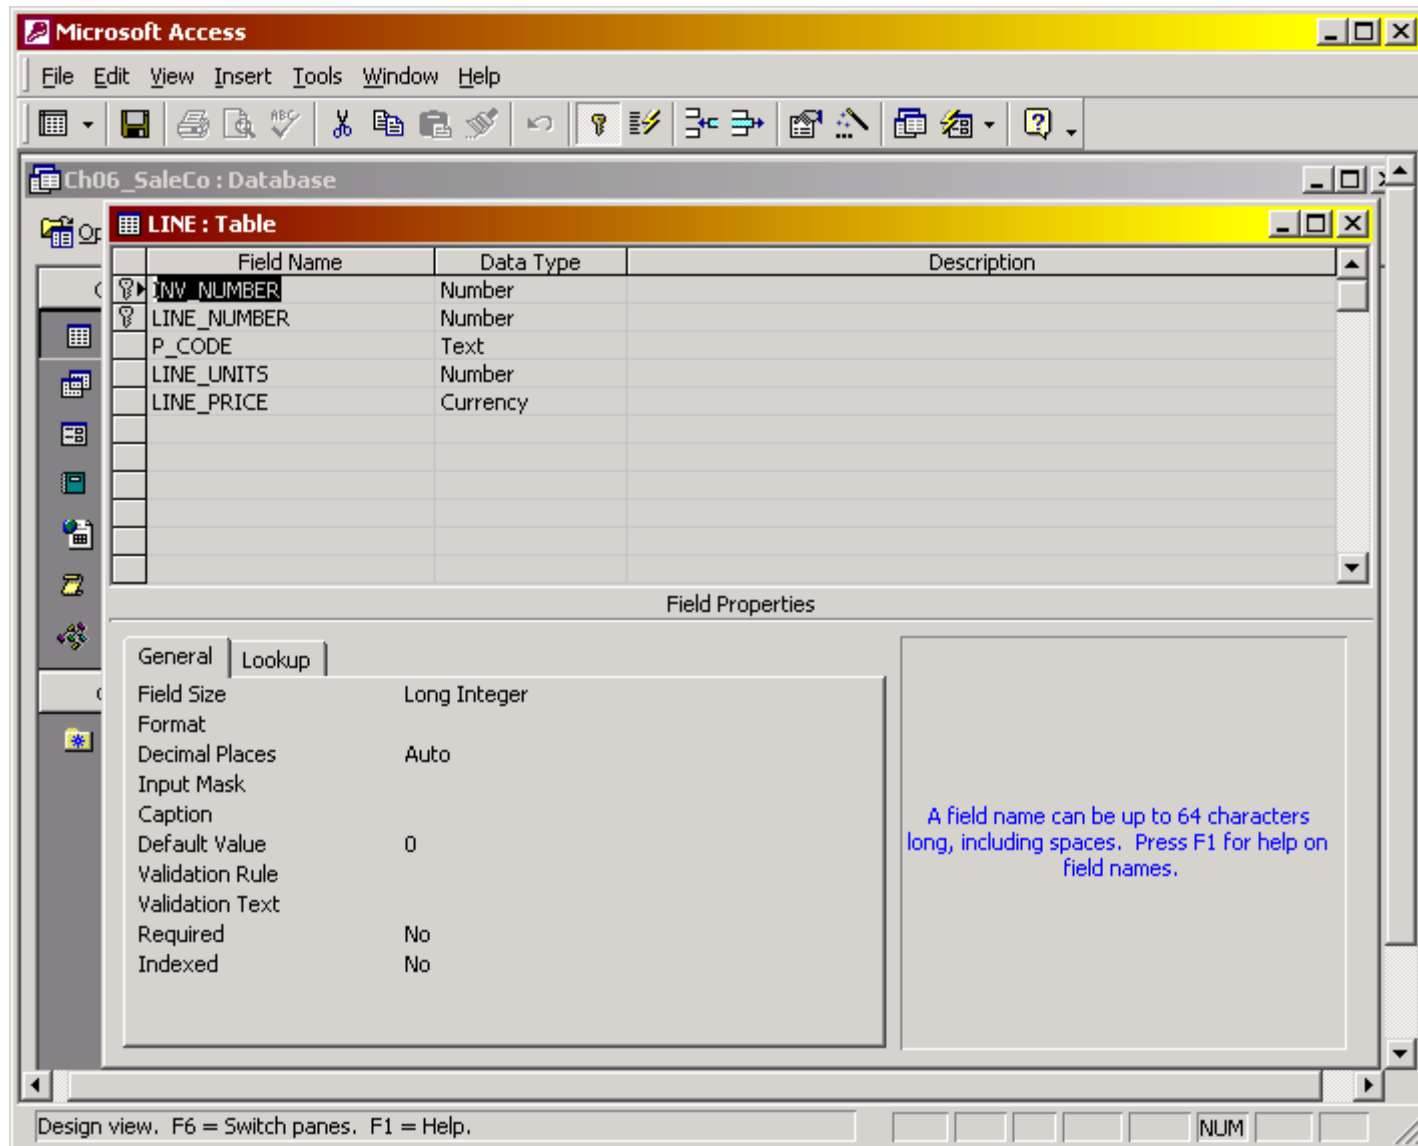 Microsoft Access
File Edit View Insert Tools Window Help
ABC
Ch06_SaleCo : Database
Op
LINE : Table
Field Name Data Type Description
INV_NUMBER Number
LINE_NUMBER Number
P_CODE Text
LINE_UNITS Number
LINE_PRICE Currency
Field Properties
General Lookup
Field Size Long Integer
Format
Decimal Places Auto
Input Mask
Caption
Default Value 0
Validation Rule
Validation Text
Required No
Indexed No
A field name can be up to 64 characters
long, including spaces. Press F1 for help on
field names.
Design view. F6 = Switch panes. F1 = Help.
NUM